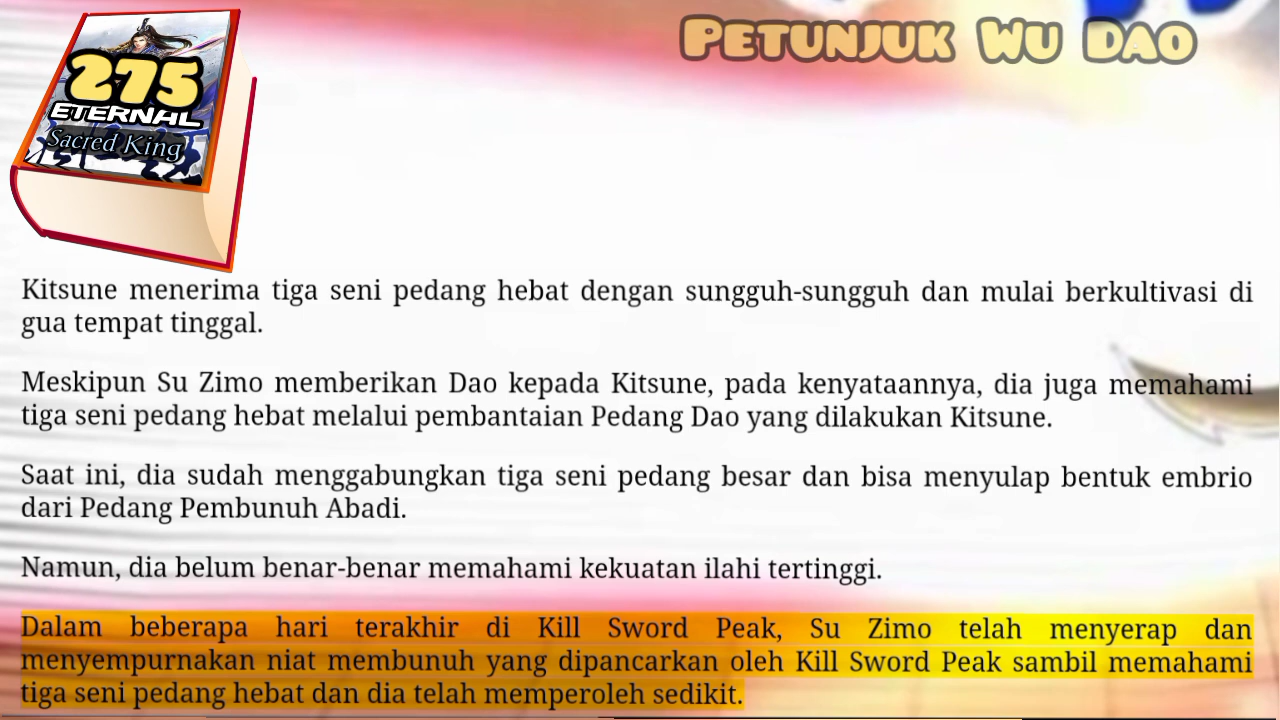 Petunjuk Wu Dao
275
ETERNAL
Sacred King
Kitsune menerima tiga seni pedang hebat dengan sungguh-sungguh dan mulai berkultivasi di
gua tempat tinggal.
Meskipun Su Zimo memberikan Dao kepada Kitsune, pada kenyataannya, dia juga memahami
tiga seni pedang hebat melalui pembantaian Pedang Dao yang dilakukan Kitsune.
Saat ini, dia sudah menggabungkan tiga seni pedang besar dan bisa menyulap bentuk embrio
dari Pedang Pembunuh Abadi.
Namun, dia belum benar-benar memahami kekuatan ilahi tertinggi.
Dalam beberapa hari terakhir di Kill Sword Peak, Su Zimo telah menyerap dan
menyempurnakan niat membunuh yang dipancarkan oleh Kill Sword Peak sambil memahami
tiga seni pedang hebat dan dia telah memperoleh sedikit.